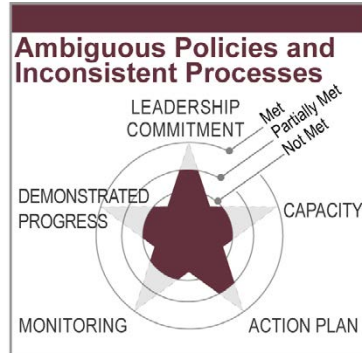 Ambiguous Policies and
Inconsistent Processes
LEADERSHIP
COMMITMENT
Met
Partially Met
Not Met
DEMONSTRATED
PROGRESS
CAPACITY
MONITORING
ACTION PLAN